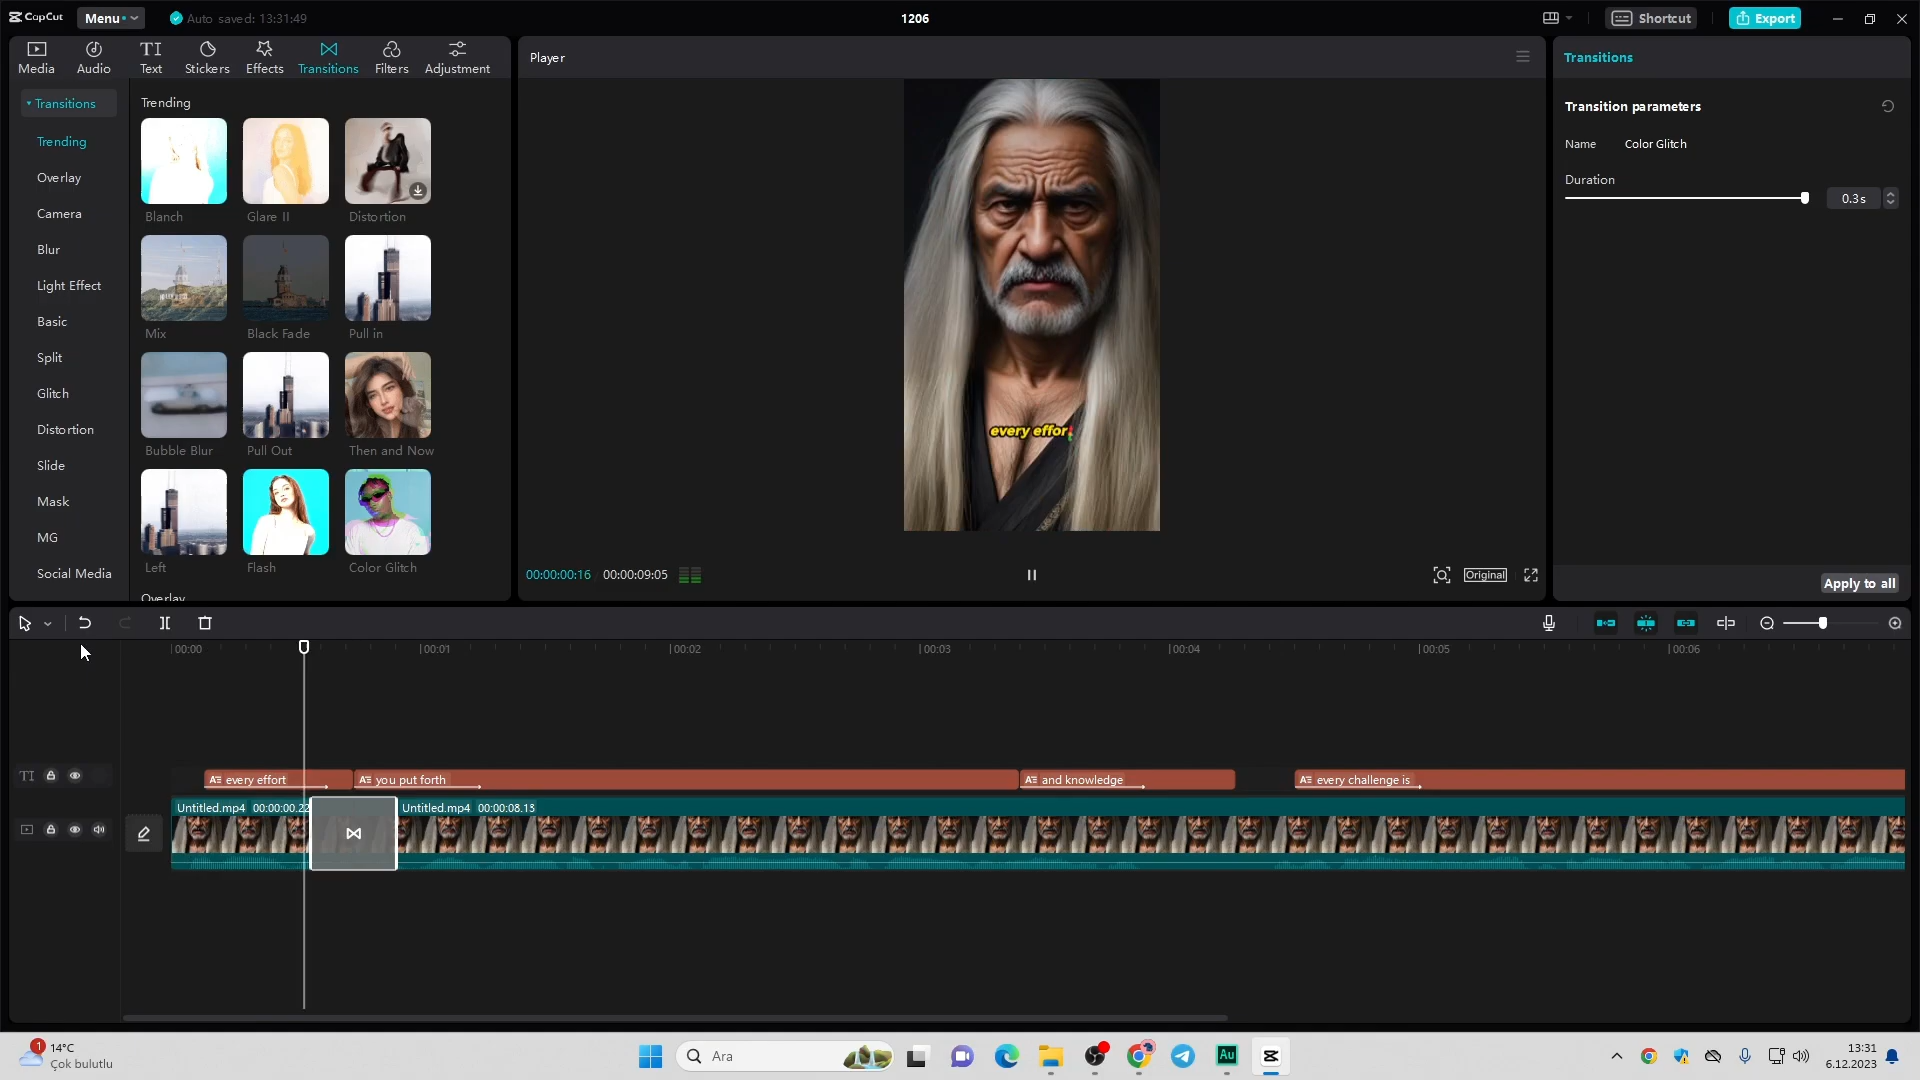 CapCut
Menu
Auto saved: 13:31:49
1206
Shortcut
Export
Media
Audio
TI
Text
Stickers
Effects
Transitions
Filters
Adjustment
Transitions
Trending
Overlay
Camera
Blur
Light Effect
Basic
Split
Glitch
Distortion
Slide
Mask
MG
Social Media
Trending
Blanch
Glare II
Distortion
Mix
Black Fade
Pull in
Bubble Blur
Pull Out
Then and Now
Left
Flash
Color Glitch
Overlay
Player
every effort
00:00:00:16
00:00:09:05
Original
Transitions
Transition parameters
Name
Color Glitch
Duration
0.3s
Apply to all
00:00
00:01
00:02
00:03
00:04
00:05
00:06
TI
every effort
you put forth
and knowledge
every challenge is
Untitled.mp4 00:00:00.22
Untitled.mp4 00:00:08.13
1
14°C
Çok bulutlu
Ara
Au
13:31
6.12.2023